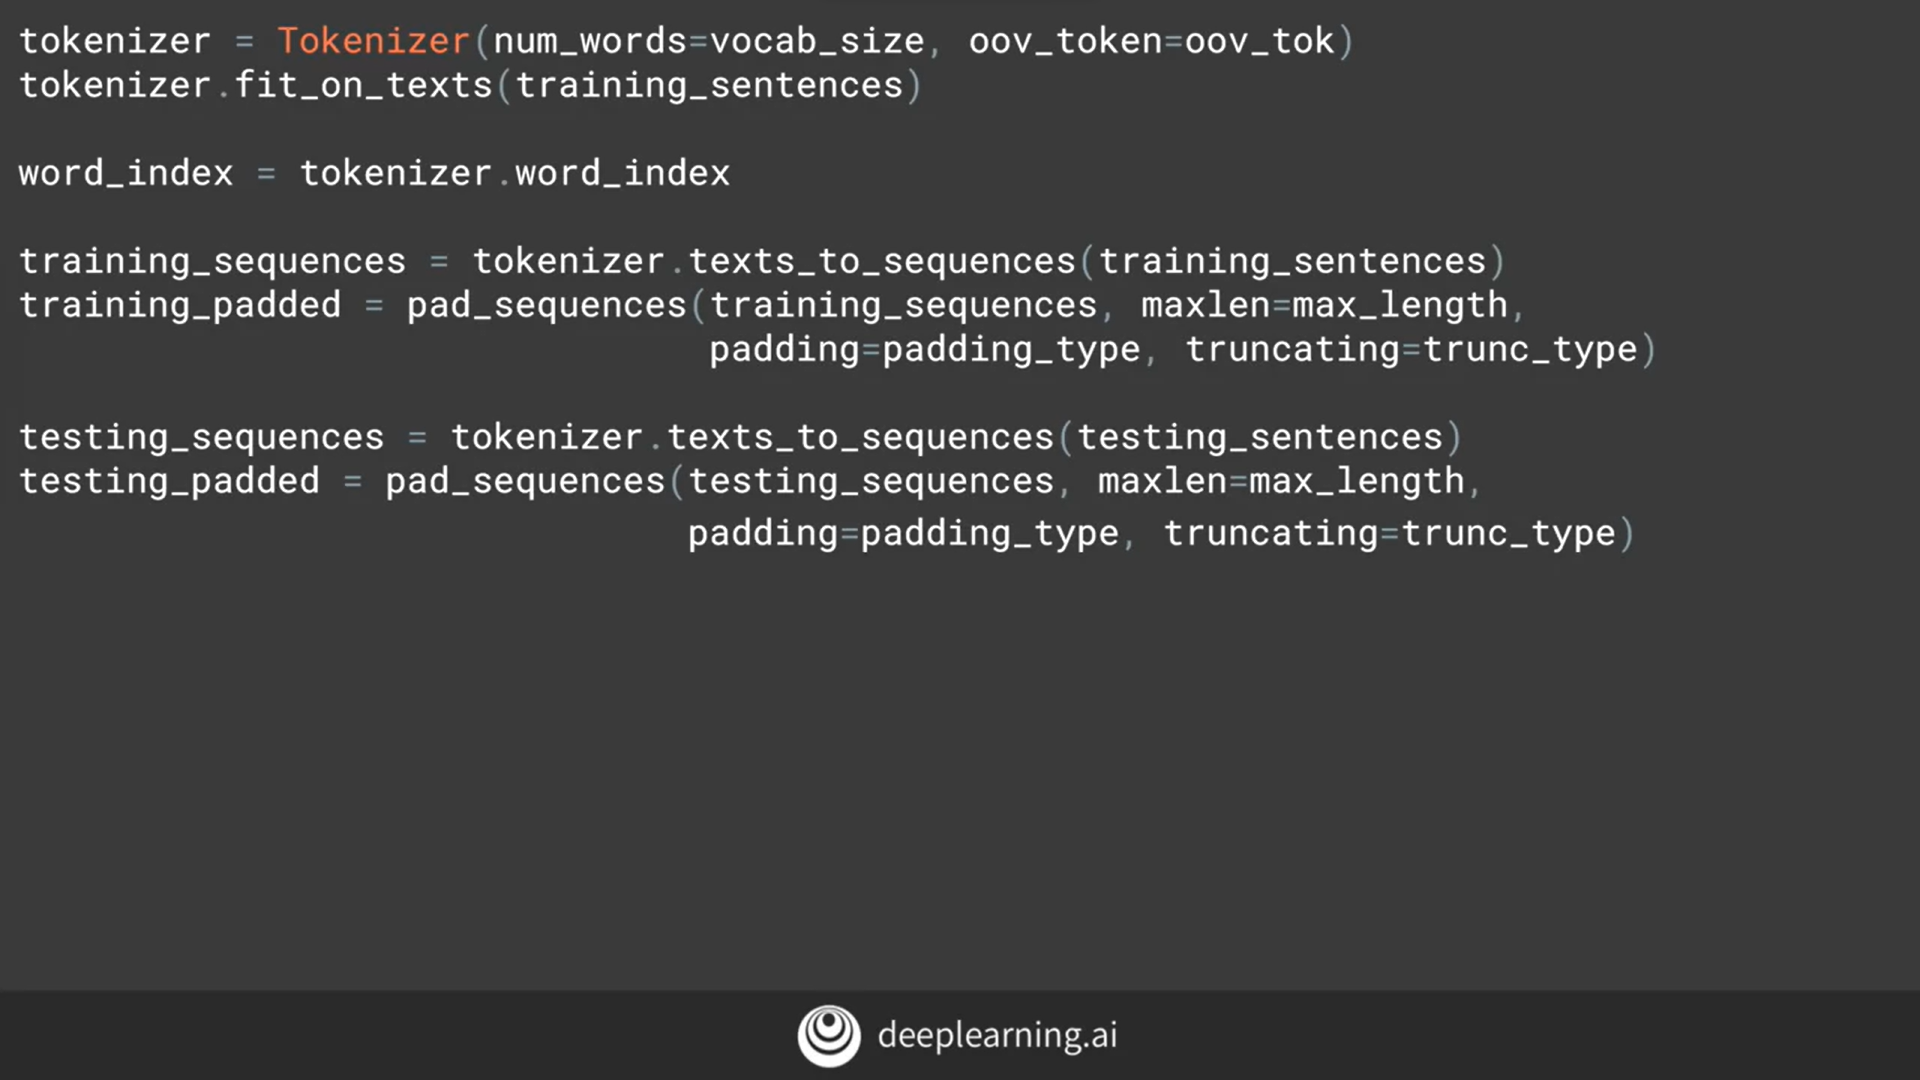 tokenizer = Tokenizer(num_words=vocab_size, oov_token=oov_tok)
tokenizer.fit_on_texts(training_sentences)
word_index = tokenizer.word_index
training_sequences = tokenizer.texts_to_sequences(training_sentences)
training_padded = pad_sequences(training_sequences, maxlen=max_length,
padding=padding_type, truncating=trunc_type)
testing_sequences = tokenizer.texts_to_sequences(testing_sentences)
testing_padded = pad_sequences(testing_sequences, maxlen=max_length,
padding=padding_type, truncating=trunc_type)
deeplearning.ai